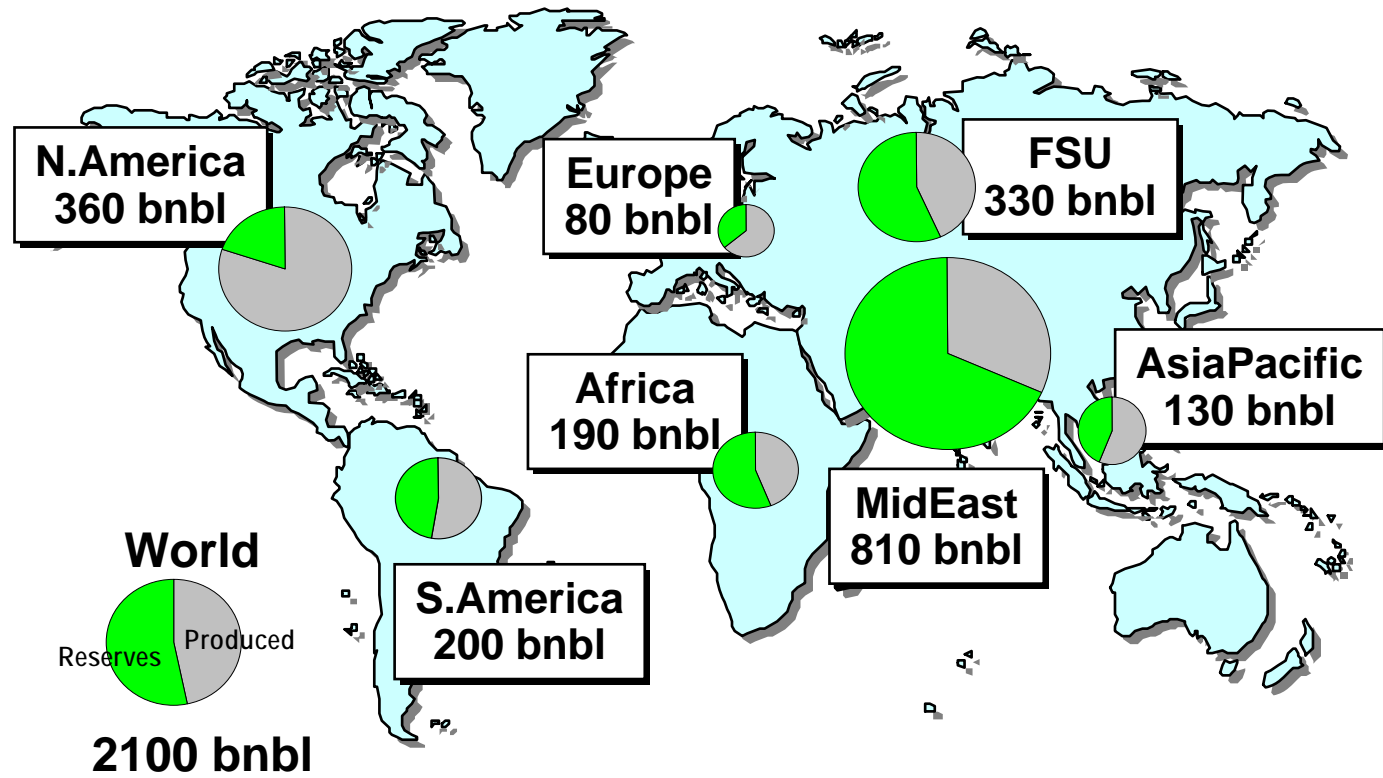 N.America
360 bnbl
Europe
80 bnbl
FSU
330 bnbl
AsiaPacific
130 bnbl
Africa
190 bnbl
MidEast
810 bnbl
S.America
200 bnbl
World
Reserves
Produced
2100 bnbl